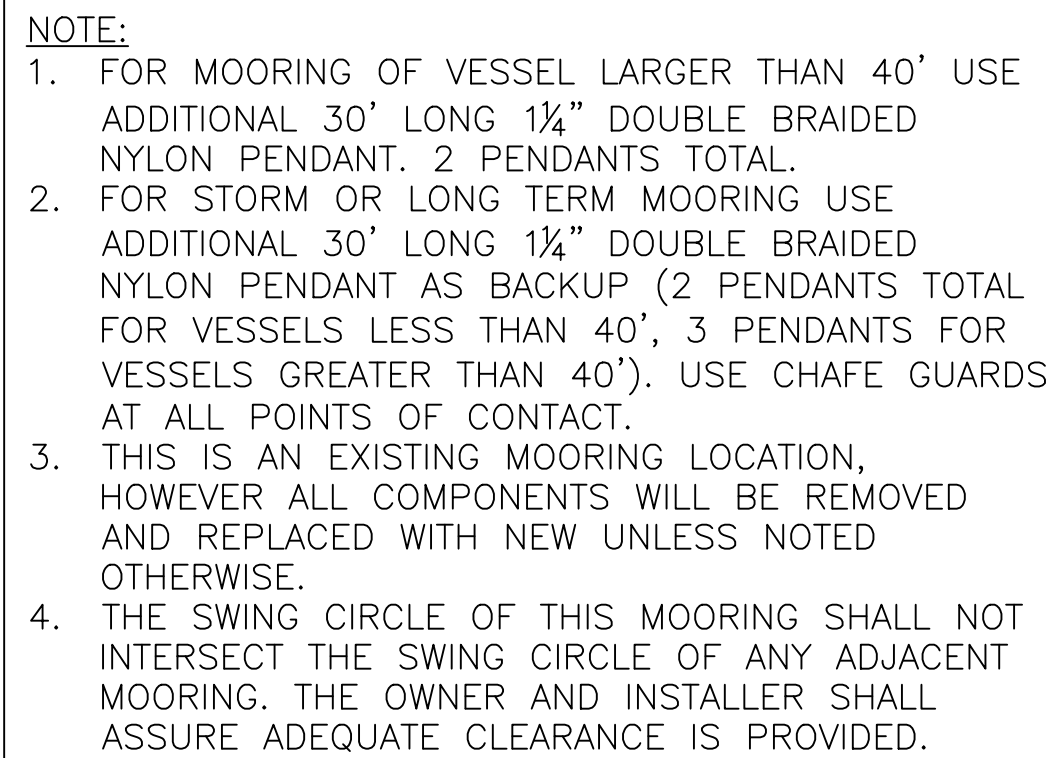 NOTE:
1. FOR MOORING OF VESSEL LARGER THAN 40' USE
ADDITIONAL 30' LONG 1¼" DOUBLE BRAIDED
NYLON PENDANT. 2 PENDANTS TOTAL.
2. FOR STORM OR LONG TERM MOORING USE
ADDITIONAL 30' LONG 1¼" DOUBLE BRAIDED
NYLON PENDANT AS BACKUP (2 PENDANTS TOTAL
FOR VESSELS LESS THAN 40', 3 PENDANTS FOR
VESSELS GREATER THAN 40'). USE CHAFE GUARDS
AT ALL POINTS OF CONTACT.
3. THIS IS AN EXISTING MOORING LOCATION,
HOWEVER ALL COMPONENTS WILL BE REMOVED
AND REPLACED WITH NEW UNLESS NOTED
OTHERWISE.
4. THE SWING CIRCLE OF THIS MOORING SHALL NOT
INTERSECT THE SWING CIRCLE OF ANY ADJACENT
MOORING. THE OWNER AND INSTALLER SHALL
ASSURE ADEQUATE CLEARANCE IS PROVIDED.